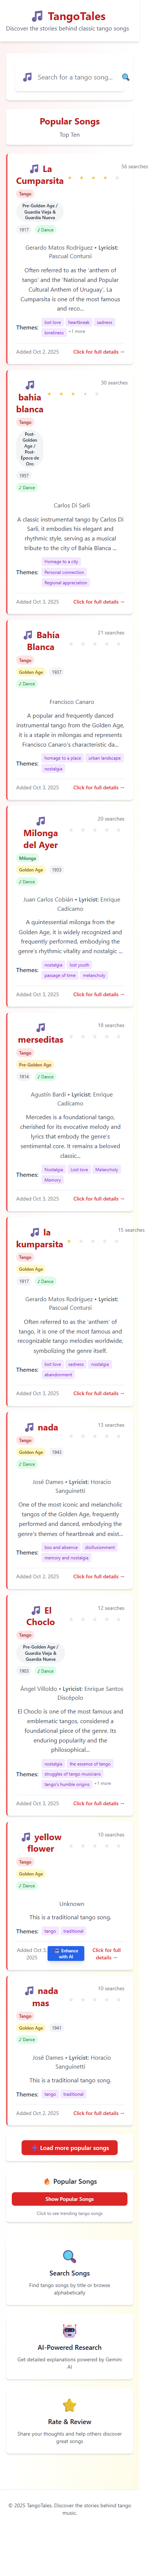 TangoTales
Discover the stories behind classic tango songs
Search for a tango song...
Popular Songs
Top Ten
La Cumparsita
56 searches
Tango
Pre-Golden Age / Guardia Vieja & Guardia Nueva
1917
♪ Dance
Gerardo Matos Rodríguez • Lyricist:
Pascual Contursi
Often referred to as the 'anthem of
tango' and the 'National and Popular
Cultural Anthem of Uruguay'. La
Cumparsita is one of the most famous
and reco...
Themes:
lost love
heartbreak
sadness
loneliness
+1 more
Added Oct 2, 2025
Click for full details →
bahia blanca
30 searches
Tango
Post-Golden Age / Post-Época de Oro
1957
♪ Dance
Carlos Di Sarli
A classic instrumental tango by Carlos Di
Sarli, it embodies his elegant and
rhythmic style, serving as a musical
tribute to the city of Bahía Blanca ...
Themes:
Homage to a city
Personal connection
Regional appreciation
Added Oct 3, 2025
Click for full details →
Bahía Blanca
21 searches
Tango
Golden Age
1937
♪ Dance
Francisco Canaro
A popular and frequently danced
instrumental tango from the Golden Age,
it is a staple in milongas and represents
Francisco Canaro's characteristic da...
Themes:
homage to a place
urban landscape
nostalgia
Added Oct 3, 2025
Click for full details →
Milonga del Ayer
20 searches
Milonga
Golden Age
1933
♪ Dance
Juan Carlos Cobián • Lyricist: Enrique
Cadícamo
A quintessential milonga from the
Golden Age, it is widely recognized and
frequently performed, embodying the
genre's rhythmic vitality and nostalgic ...
Themes:
nostalgia
lost youth
passage of time
melancholy
Added Oct 3, 2025
Click for full details →
merseditas
18 searches
Tango
Pre-Golden Age
1914
♪ Dance
Agustín Bardi • Lyricist: Enrique
Cadícamo
Mercedes is a foundational tango,
cherished for its evocative melody and
lyrics that embody the genre's
sentimental core. It remains a beloved
classic...
Themes:
Nostalgia
Lost love
Melancholy
Memory
Added Oct 3, 2025
Click for full details →
la kumparsita
15 searches
Tango
Golden Age
1917
♪ Dance
Gerardo Matos Rodríguez • Lyricist:
Pascual Contursi
Often referred to as the 'anthem' of
tango, it is one of the most famous and
recognizable tango melodies worldwide,
symbolizing the genre itself.
Themes:
lost love
sadness
nostalgia
abandonment
Added Oct 3, 2025
Click for full details →
nada
13 searches
Tango
Golden Age
♪ Dance
José Dames • Lyricist: Horacio
Sanguinetti
One of the most iconic and melancholic
tangos of the Golden Age, frequently
performed and danced, embodying the
genre's themes of heartbreak and exist...
Themes:
loss and absence
disillusionment
memory and nostalgia
Added Oct 2, 2025
Click for full details →
El Choclo
12 searches
Tango
Pre-Golden Age / Guardia Vieja & Guardia Nueva
1903
♪ Dance
Ángel Villoldo • Lyricist: Enrique Santos
Discépolo
El Choclo is one of the most famous and
emblematic tangos, considered a
foundational piece of the genre. Its
enduring popularity and the
philosophical...
Themes:
nostalgia
the essence of tango
struggles of tango musicians
tango's humble origins
+1 more
Added Oct 3, 2025
Click for full details →
yellow flower
10 searches
Tango
Golden Age
♪ Dance
Unknown
This is a traditional tango song.
Themes:
tango
traditional
Added Oct 3, 2025
Enhance with AI
Click for full details →
nada mas
10 searches
Tango
Golden Age
1941
♪ Dance
José Dames • Lyricist: Horacio
Sanguinetti
This is a traditional tango song.
Themes:
tango
traditional
Added Oct 2, 2025
Click for full details →
Load more popular songs
Popular Songs
Show Popular Songs
Click to see trending tango songs
Search Songs
Find tango songs by title or browse
alphabetically
AI-Powered Research
Get detailed explanations powered by Gemini
AI
Rate & Review
Share your thoughts and help others discover
great songs
© 2025 TangoTales. Discover the stories behind tango
music.